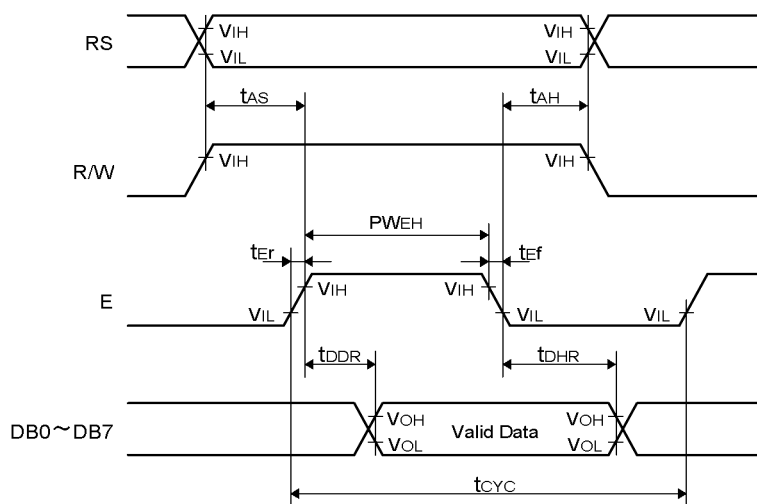 RS
VIH
VIL
VIH
VIL
tAS
tAH
R/W
VIH
VIH
PWEH
tEr
tEf
E
VIH
VIH
VIL
VIL
VIL
tDDR
tDHR
DB0～DB7
VOH
VOL
Valid Data
VOH
VOL
tCYC